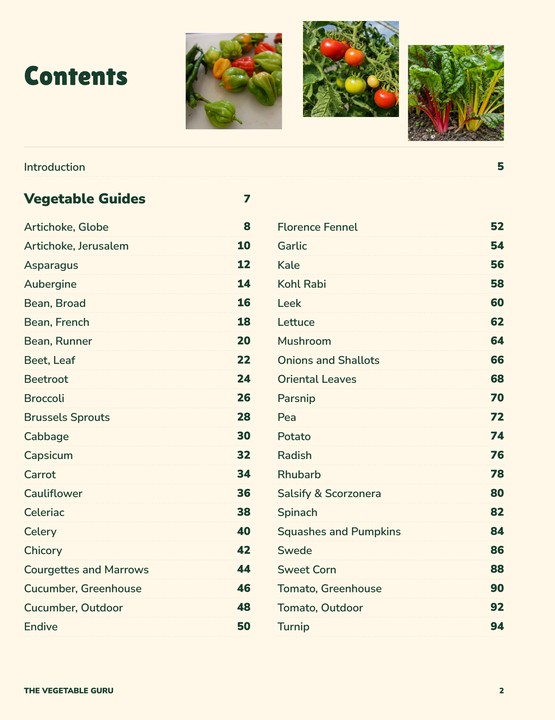 Contents
Introduction 5
Vegetable Guides 7
Artichoke, Globe 8
Artichoke, Jerusalem 10
Asparagus 12
Aubergine 14
Bean, Broad 16
Bean, French 18
Bean, Runner 20
Beet, Leaf 22
Beetroot 24
Broccoli 26
Brussels Sprouts 28
Cabbage 30
Capsicum 32
Carrot 34
Cauliflower 36
Celeriac 38
Celery 40
Chicory 42
Courgettes and Marrows 44
Cucumber, Greenhouse 46
Cucumber, Outdoor 48
Endive 50
Florence Fennel 52
Garlic 54
Kale 56
Kohl Rabi 58
Leek 60
Lettuce 62
Mushroom 64
Onions and Shallots 66
Oriental Leaves 68
Parsnip 70
Pea 72
Potato 74
Radish 76
Rhubarb 78
Salsify & Scorzonera 80
Spinach 82
Squashes and Pumpkins 84
Swede 86
Sweet Corn 88
Tomato, Greenhouse 90
Tomato, Outdoor 92
Turnip 94
THE VEGETABLE GURU 2